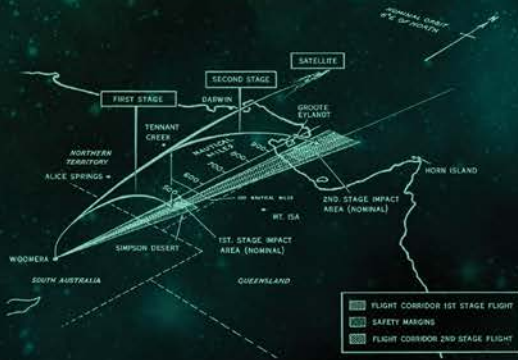 NOMINAL ORBIT
8°E OF NORTH
N
SATELLITE
SECOND STAGE
FIRST STAGE
DARWIN
GROOTE
EYLANDT
TENNANT
CREEK
NAUTICAL
MILES
NORTHERN
TERRITORY
ALICE SPRINGS
900
800
700
600
500
NAUTICAL MILES
HORN ISLAND
MT. ISA
2ND. STAGE IMPACT
AREA (NOMINAL)
SIMPSON DESERT
1ST. STAGE IMPACT
AREA (NOMINAL)
WOOMERA
SOUTH AUSTRALIA
QUEENSLAND
FLIGHT CORRIDOR 1ST STAGE FLIGHT
SAFETY MARGINS
FLIGHT CORRIDOR 2ND STAGE FLIGHT